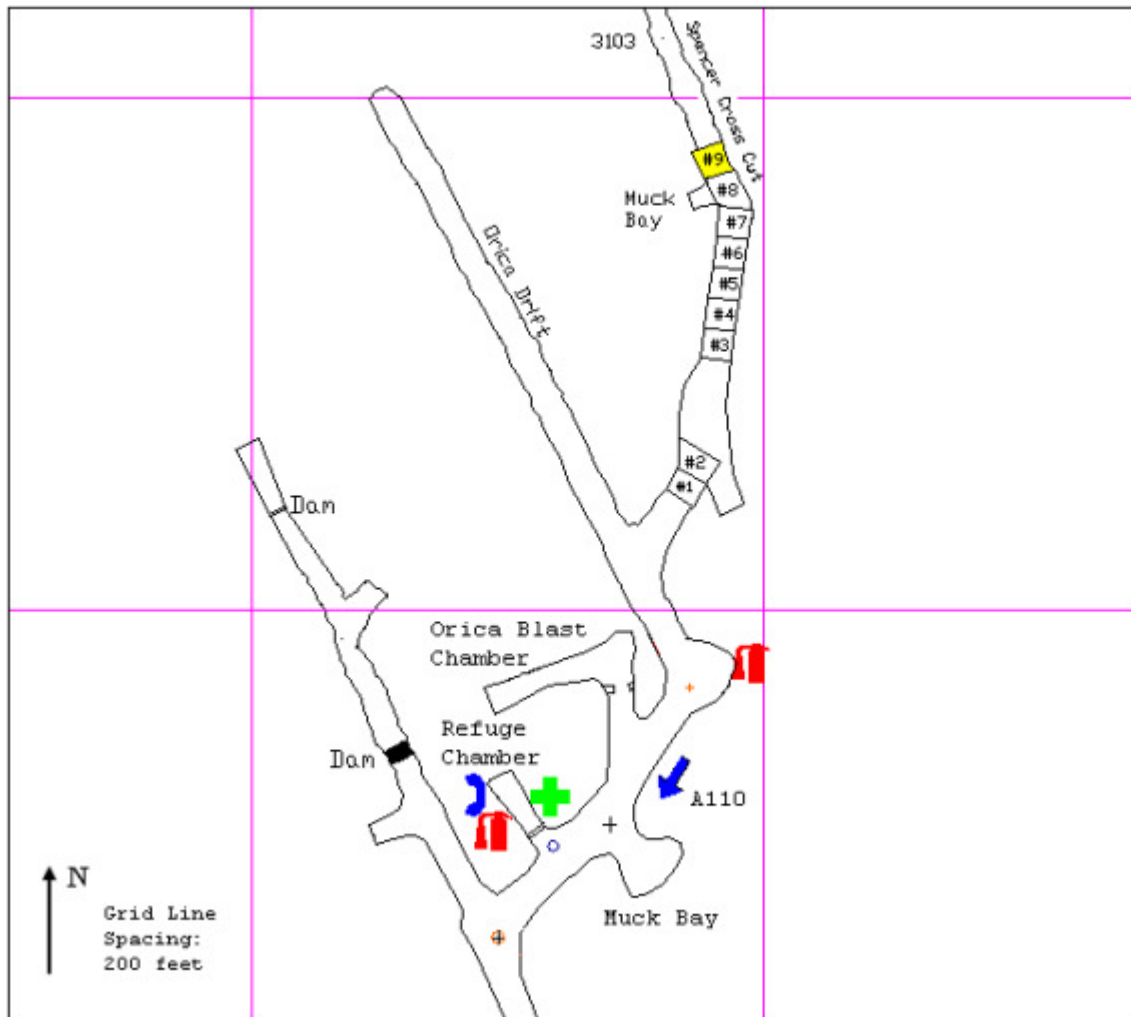 3103
Spencer Cross Cut
#9
Muck
Bay
#8
#7
#6
#5
#4
#3
Orica Drift
#2
#1
Dam
Orica Blast
Chamber
Refuge
Chamber
Dam
A110
N
Grid Line
Spacing:
200 feet
Muck Bay